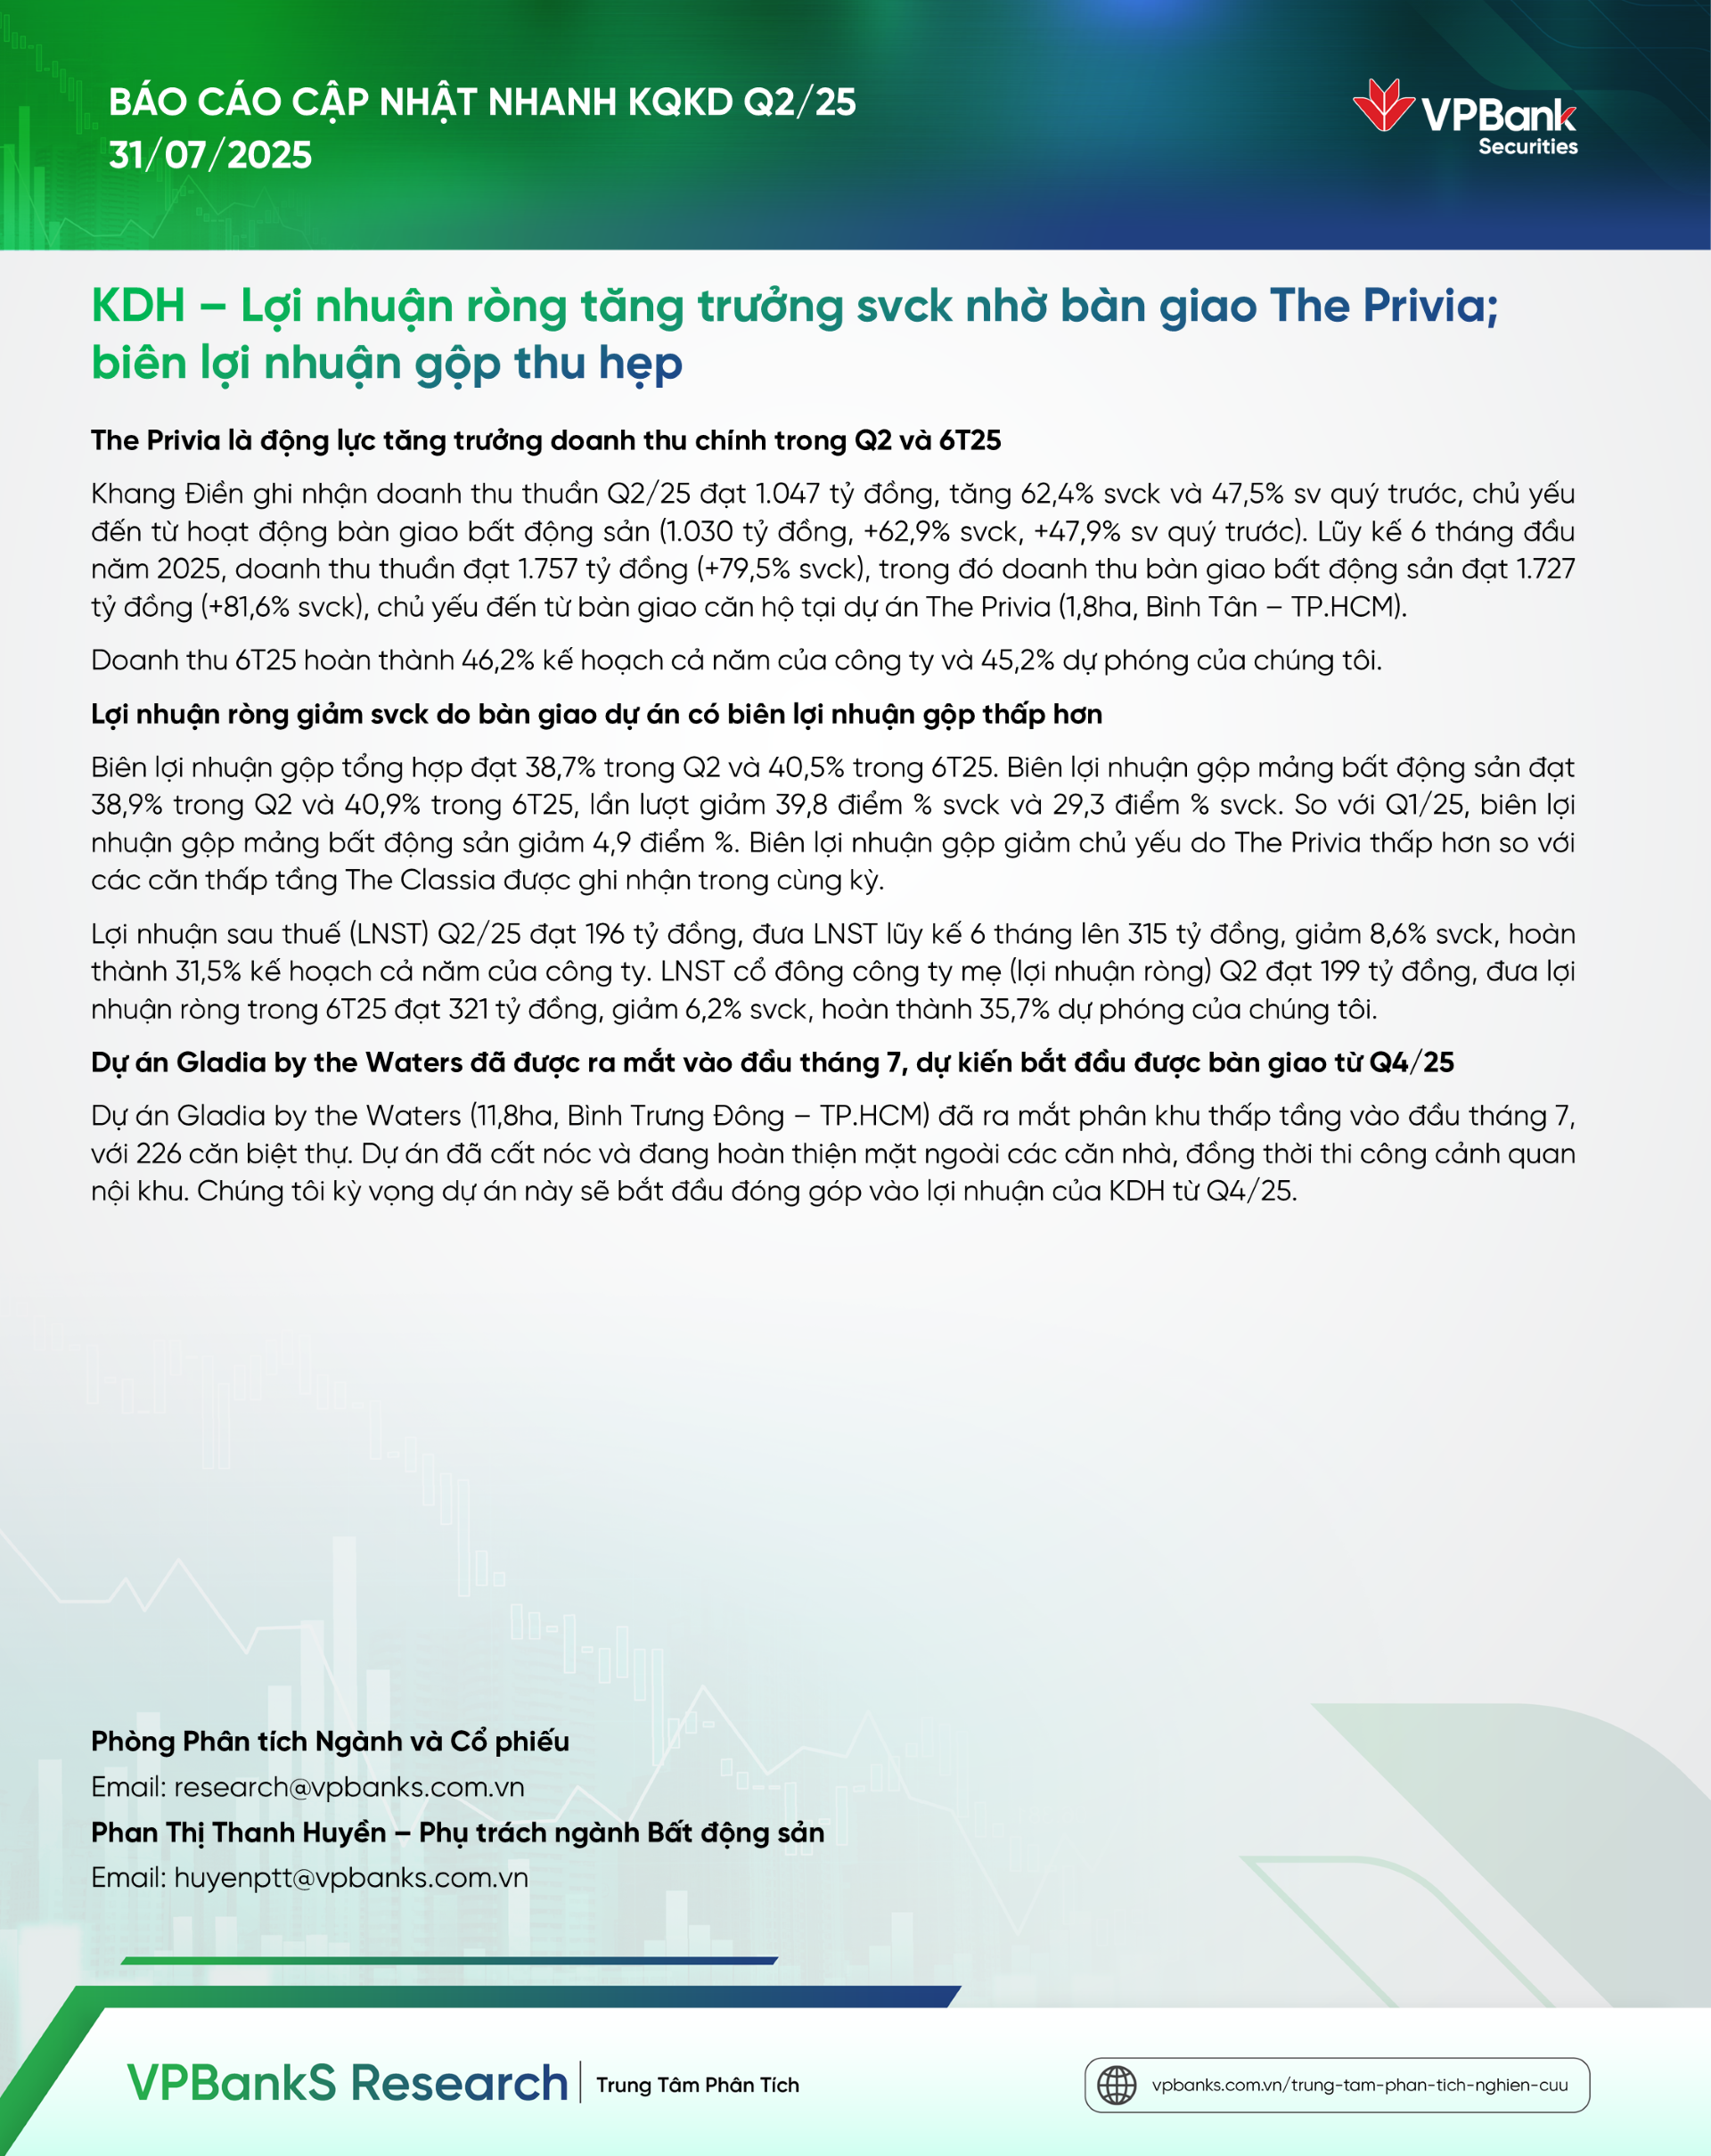 BÁO CÁO CẬP NHẬT NHANH KQKD Q2/25
31/07/2025
VPBank
Securities
KDH – Lợi nhuận ròng tăng trưởng svck nhờ bàn giao The Privia;
biên lợi nhuận gộp thu hẹp
The Privia là động lực tăng trưởng doanh thu chính trong Q2 và 6T25
Khang Điền ghi nhận doanh thu thuần Q2/25 đạt 1.047 tỷ đồng, tăng 62,4% svck và 47,5% sv quý trước, chủ yếu
đến từ hoạt động bàn giao bất động sản (1.030 tỷ đồng, +62,9% svck, +47,9% sv quý trước). Lũy kế 6 tháng đầu
năm 2025, doanh thu thuần đạt 1.757 tỷ đồng (+79,5% svck), trong đó doanh thu bàn giao bất động sản đạt 1.727
tỷ đồng (+81,6% svck), chủ yếu đến từ bàn giao căn hộ tại dự án The Privia (1,8ha, Bình Tân – TP.HCM).
Doanh thu 6T25 hoàn thành 46,2% kế hoạch cả năm của công ty và 45,2% dự phóng của chúng tôi.
Lợi nhuận ròng giảm svck do bàn giao dự án có biên lợi nhuận gộp thấp hơn
Biên lợi nhuận gộp tổng hợp đạt 38,7% trong Q2 và 40,5% trong 6T25. Biên lợi nhuận gộp mảng bất động sản đạt
38,9% trong Q2 và 40,9% trong 6T25, lần lượt giảm 39,8 điểm % svck và 29,3 điểm % svck. So với Q1/25, biên lợi
nhuận gộp mảng bất động sản giảm 4,9 điểm %. Biên lợi nhuận gộp giảm chủ yếu do The Privia thấp hơn so với
các căn thấp tầng The Classia được ghi nhận trong cùng kỳ.
Lợi nhuận sau thuế (LNST) Q2/25 đạt 196 tỷ đồng, đưa LNST lũy kế 6 tháng lên 315 tỷ đồng, giảm 8,6% svck, hoàn
thành 31,5% kế hoạch cả năm của công ty. LNST cổ đông công ty mẹ (lợi nhuận ròng) Q2 đạt 199 tỷ đồng, đưa lợi
nhuận ròng trong 6T25 đạt 321 tỷ đồng, giảm 6,2% svck, hoàn thành 35,7% dự phóng của chúng tôi.
Dự án Gladia by the Waters đã được ra mắt vào đầu tháng 7, dự kiến bắt đầu được bàn giao từ Q4/25
Dự án Gladia by the Waters (11,8ha, Bình Trưng Đông – TP.HCM) đã ra mắt phân khu thấp tầng vào đầu tháng 7,
với 226 căn biệt thự. Dự án đã cất nóc và đang hoàn thiện mặt ngoài các căn nhà, đồng thời thi công cảnh quan
nội khu. Chúng tôi kỳ vọng dự án này sẽ bắt đầu đóng góp vào lợi nhuận của KDH từ Q4/25.
Phòng Phân tích Ngành và Cổ phiếu
Email: research@vpbanks.com.vn
Phan Thị Thanh Huyền – Phụ trách ngành Bất động sản
Email: huyenptt@vpbanks.com.vn
VPBankS Research | Trung Tâm Phân Tích
vpbanks.com.vn/trung-tam-phan-tich-nghien-cuu